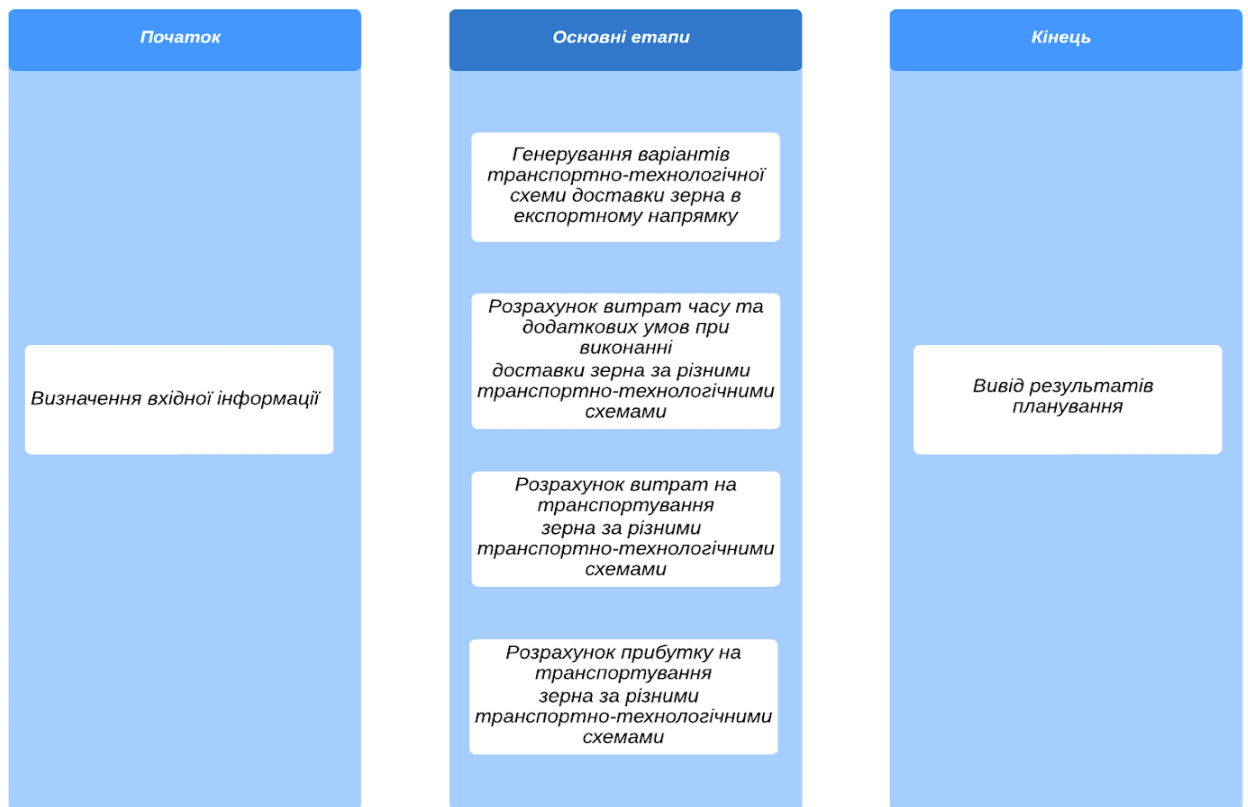 Початок
Визначення вхідної інформації
Основні етапи
Генерування варіантів
транспортно-технологічної
схеми доставки зерна в
експортному напрямку
Розрахунок витрат часу та
додаткових умов при
виконанні
доставки зерна за різними
транспортно-технологічними
схемами
Розрахунок витрат на
транспортування
зерна за різними
транспортно-технологічними
схемами
Розрахунок прибутку на
транспортування
зерна за різними
транспортно-технологічними
схемами
Кінець
Вивід результатів
планування